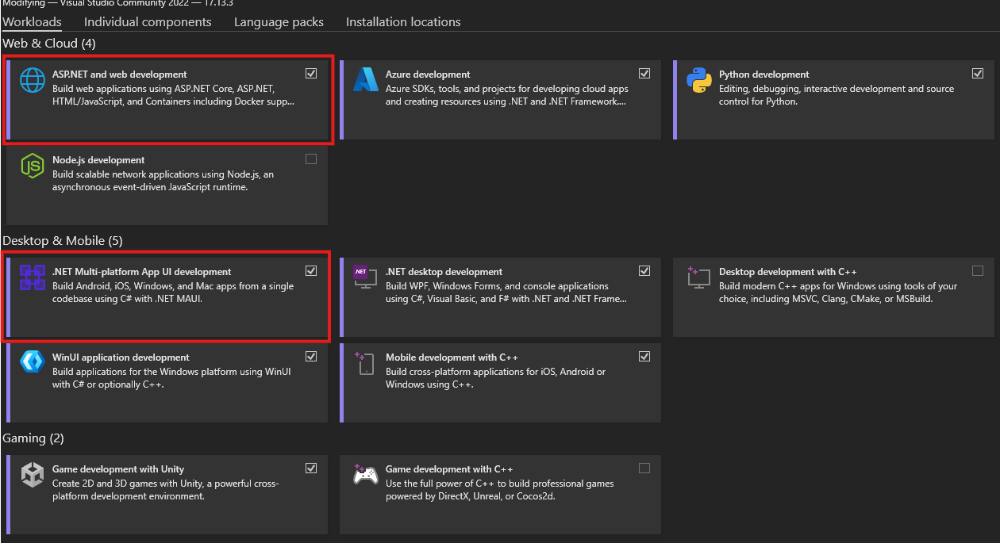 Modifying — Visual Studio Community 2022 — 17.13.3
Workloads
Individual components
Language packs
Installation locations
Web & Cloud (4)
ASP.NET and web development
Build web applications using ASP.NET Core, ASP.NET,
HTML/JavaScript, and Containers including Docker supp...
Azure development
Azure SDKs, tools, and projects for developing cloud apps
and creating resources using .NET and .NET Framework....
Python development
Editing, debugging, interactive development and source
control for Python.
JS
Node.js development
Build scalable network applications using Node.js, an
asynchronous event-driven JavaScript runtime.
Desktop & Mobile (5)
.NET Multi-platform App UI development
Build Android, iOS, Windows, and Mac apps from a single
codebase using C# with .NET MAUI.
.NET
.NET desktop development
Build WPF, Windows Forms, and console applications
using C#, Visual Basic, and F# with .NET and .NET Frame...
Desktop development with C++
Build modern C++ apps for Windows using tools of your
choice, including MSVC, Clang, CMake, or MSBuild.
WinUI application development
Build applications for the Windows platform using WinUI
with C# or optionally C++.
Mobile development with C++
Build cross-platform applications for iOS, Android or
Windows using C++.
Gaming (2)
Game development with Unity
Create 2D and 3D games with Unity, a powerful cross-
platform development environment.
Game development with C++
Use the full power of C++ to build professional games
powered by DirectX, Unreal, or Cocos2d.